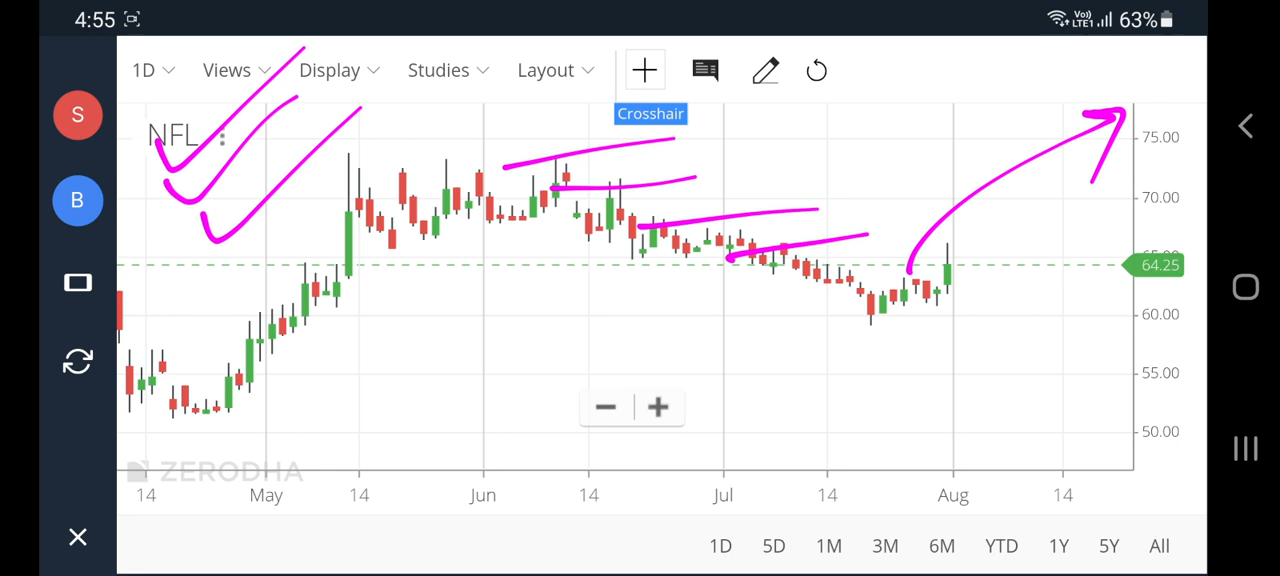 4:55 Vo) LTE1 63%
1D Views Display Studies Layout
S
Crosshair
NFL :
75.00
B
70.00
64.25
60.00
55.00
50.00
ZERODHA
14 May 14 Jun 14 Jul 14 Aug 14
1D 5D 1M 3M 6M YTD 1Y 5Y All